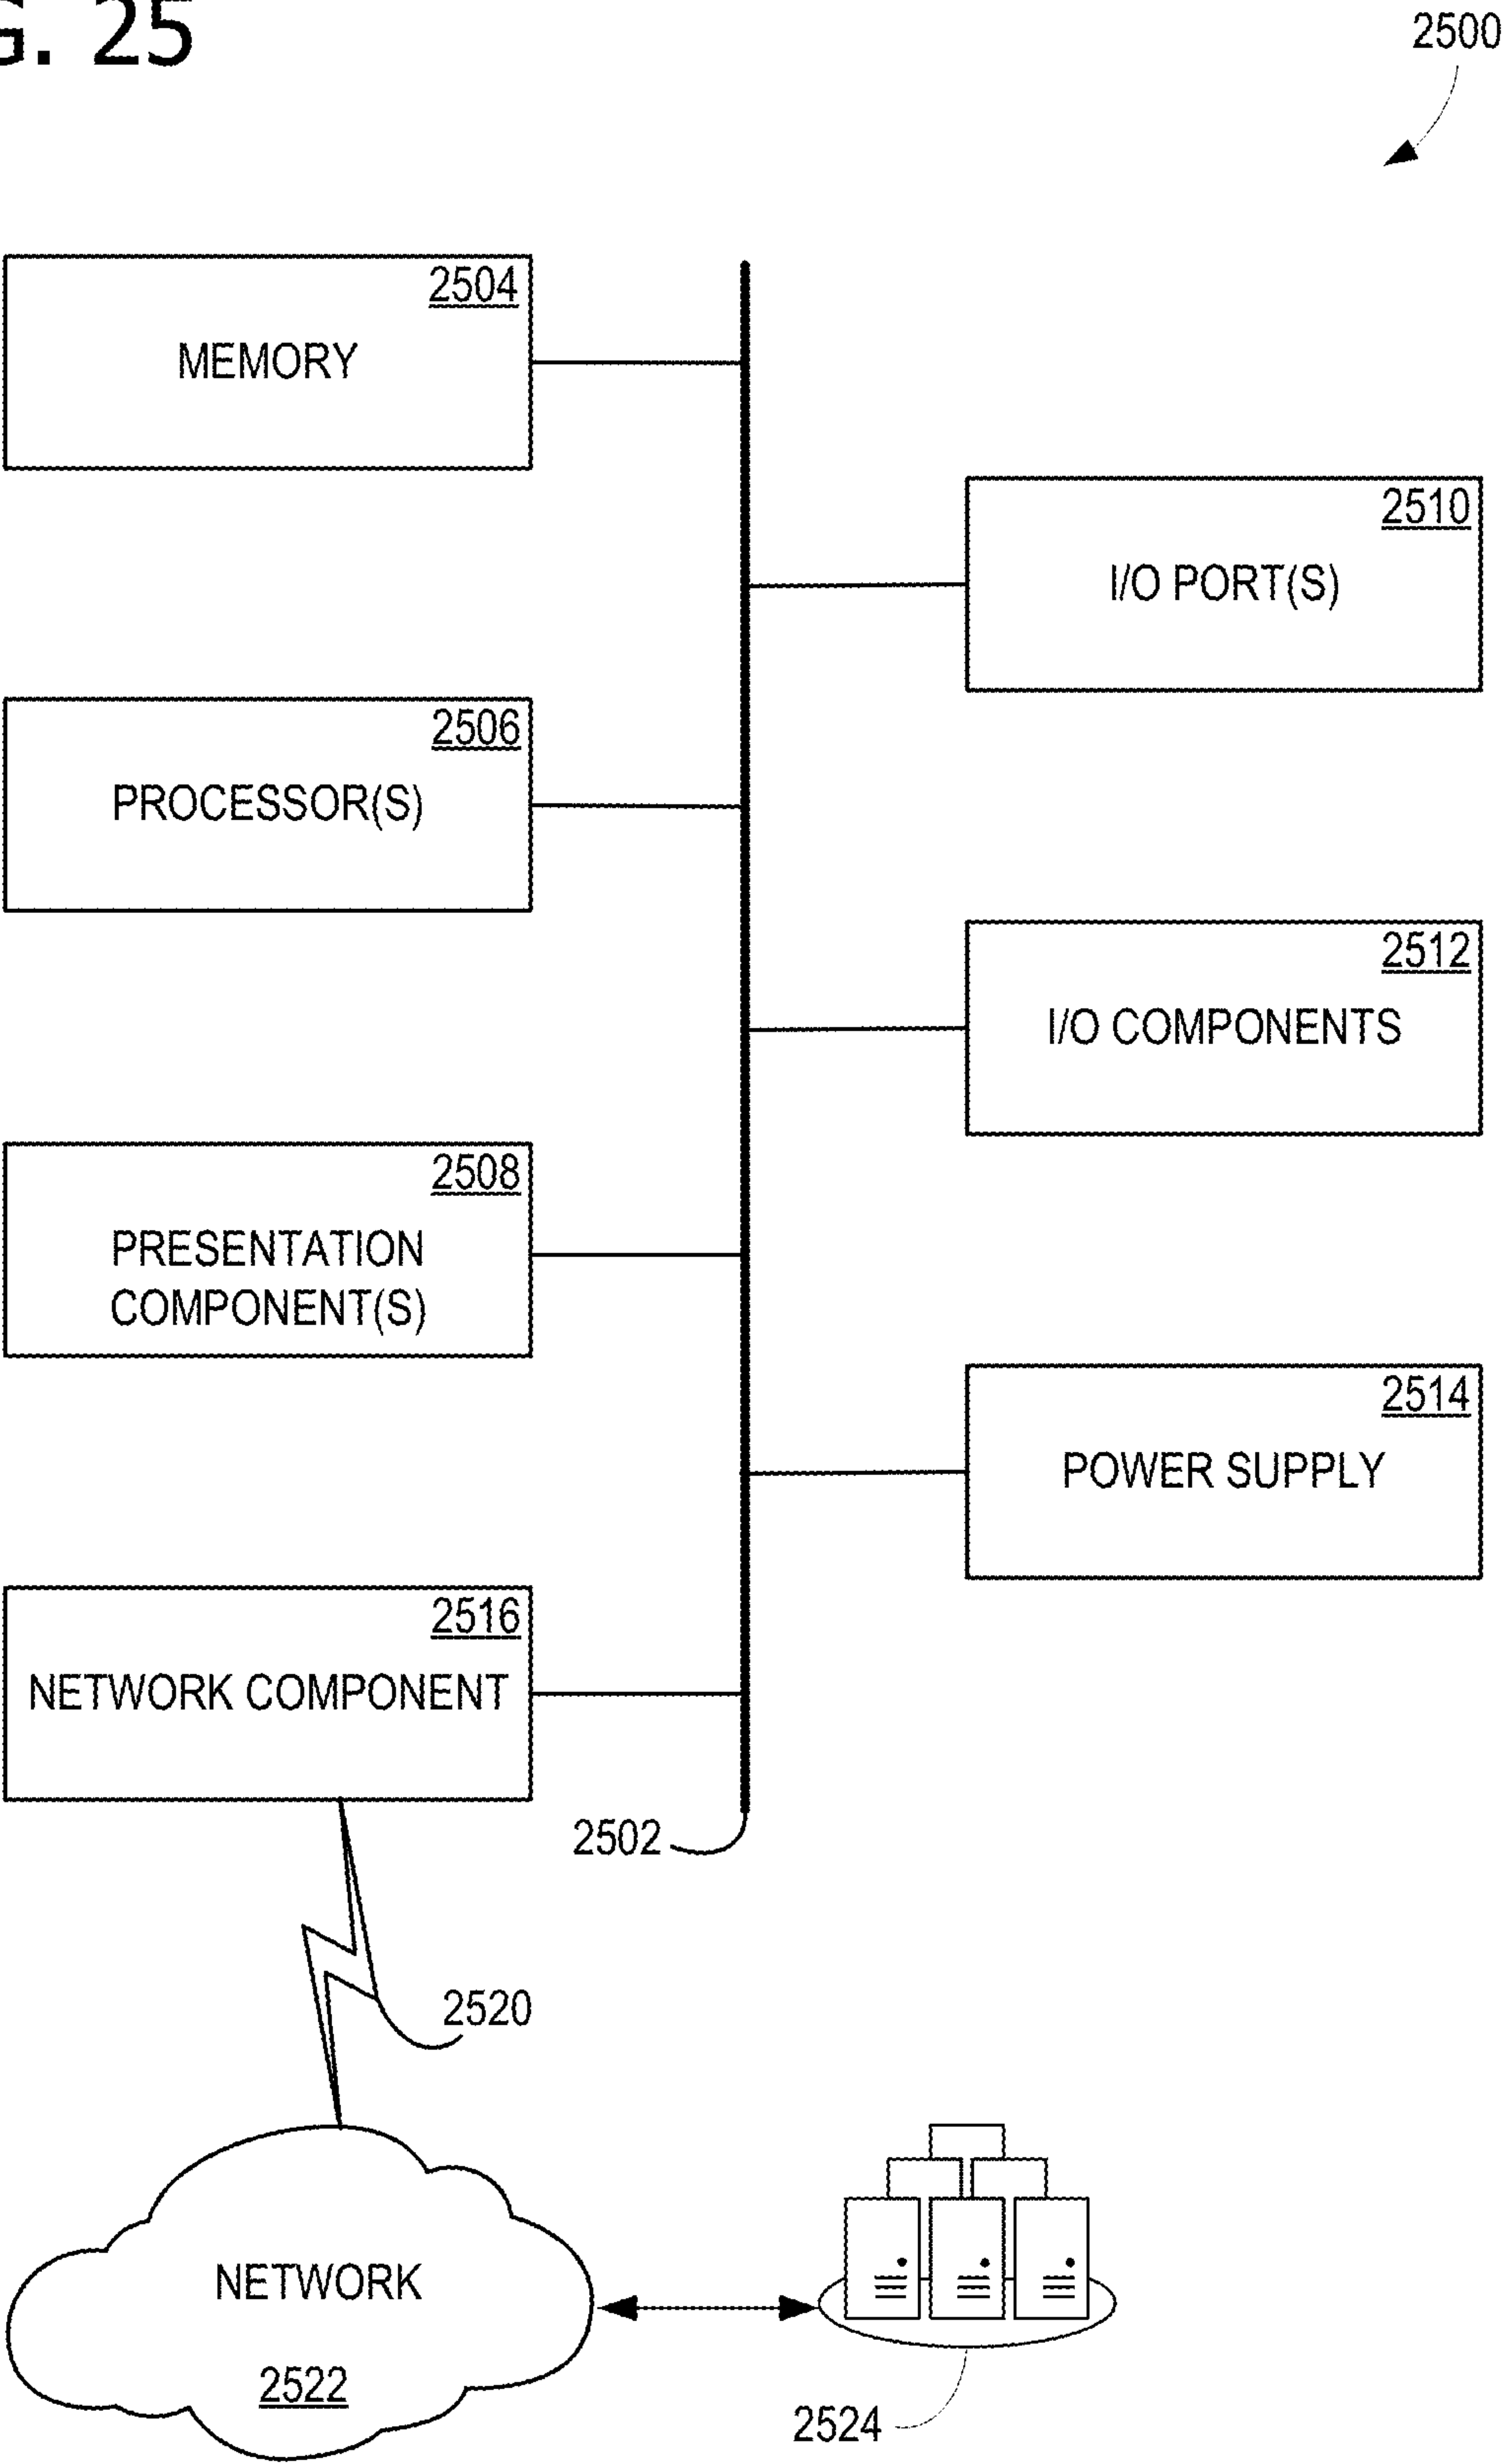 G. 25
2500
2504
MEMORY
2510
I/O PORT(S)
2506
PROCESSOR(S)
2512
I/O COMPONENTS
2508
PRESENTATION
COMPONENT(S)
2514
POWER SUPPLY
2516
NETWORK COMPONENT
2502
2520
NETWORK
2522
2524